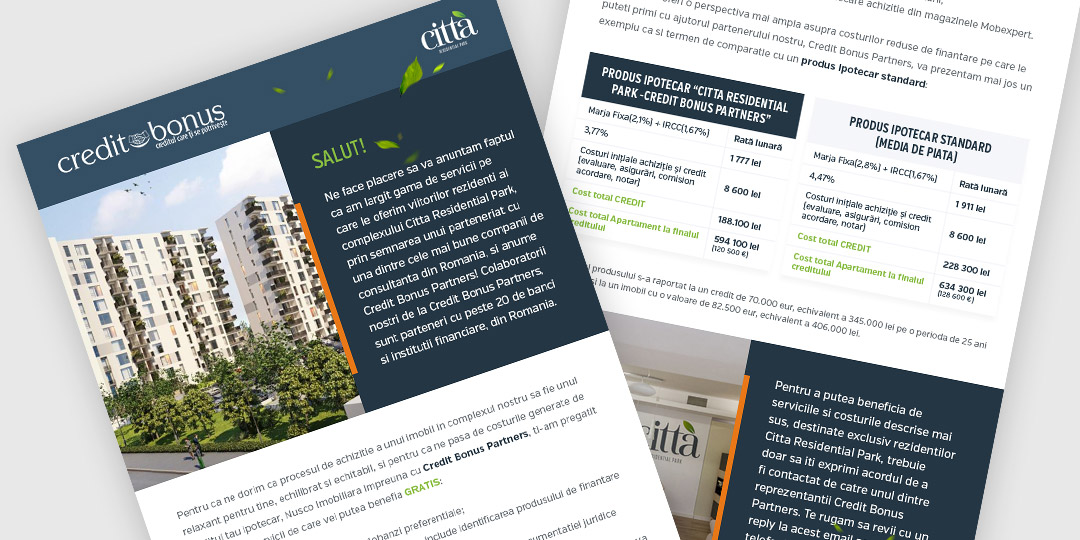 citta
RESIDENTIAL PARK
credit bonus
creditul care ți se potrivește
SALUT!
Ne face placere sa va anuntam faptul
ca am largit gama de servicii pe
care le oferim viitorilor rezidenti ai
complexului Citta Residential Park,
prin semnarea unui parteneriat cu
una dintre cele mai bune companii de
consultanta din Romania, si anume
Credit Bonus Partners! Colaboratorii
nostri de la Credit Bonus Partners,
sunt parteneri cu peste 20 de banci
si institutii financiare, din Romania.
Pentru ca ne dorim ca procesul de achizitie a unui imobil in complexul nostru sa fie unul
relaxant pentru tine, echilibrat si echitabil, si pentru ca ne pasa de costurile generate de
tau ipotecar, Nusco Imobiliara impreuna cu Credit Bonus Partners, ti-am pregatit
de care vei putea benefia GRATIS:
preferentiale;
include identificarea produsului de finantare
juridice
achizitie din magazinele Mobexpert.
o perspectiva mai ampla asupra costurilor reduse de finantare pe care le
puteti primi cu ajutorul partenerului nostru, Credit Bonus Partners, va prezentam mai jos un
exemplu ca si termen de comparatie cu un produs ipotecar standard:
PRODUS IPOTECAR “CITTA RESIDENTIAL
PARK -CREDIT BONUS PARTNERS”
Marja Fixa(2,1%) + IRCC(1,67%)
Rată lunară
3,77%
1 777 lei
Costuri inițiale achiziție și credit
[evaluare, asigurări, comision
acordare, notar]
8 600 lei
Cost total CREDIT
188.100 lei
Cost total Apartament la finalul
creditului
594 100 lei
(120 500 €)
PRODUS IPOTECAR STANDARD
(MEDIA DE PIATA)
Marja Fixa(2,8%) + IRCC(1,67%)
Rată lunară
4,47%
1 911 lei
Costuri inițiale achiziție și credit
[evaluare, asigurări, comision
acordare, notar]
8 600 lei
Cost total CREDIT
228 300 lei
Cost total Apartament la finalul
creditului
634 300 lei
(128 600 €)
produsului s-a raportat la un credit de 70.000 eur, echivalent a 345.000 lei pe o perioda de 25 ani
si la un imobil cu o valoare de 82.500 eur, echivalent a 406.000 lei.
citta
RESIDENTIAL PARK
Pentru a putea beneficia de
serviciile si costurile descrise mai
sus, destinate exclusiv rezidentilor
Citta Residential Park, trebuie
doar sa iti exprimi acordul de a
fi contactat de catre unul dintre
reprezentantii Credit Bonus
Partners. Te rugam sa revii cu un
reply la acest email